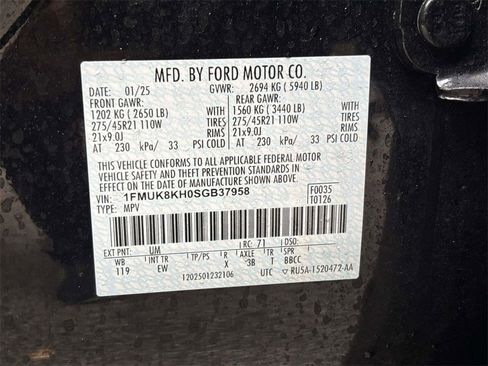 MFD. BY FORD MOTOR CO.
DATE: 01/25 GVWR: 2694 KG ( 5940 LB)
FRONT GAWR: REAR GAWR:
1202 KG ( 2650 LB) WITH 1560 KG ( 3440 LB) WITH
275/45R21 110W TIRES 275/45R21 110W TIRES
21x9.0J RIMS 21x9.0J RIMS
AT 230 kPa/ 33 PSI COLD AT 230 kPa/ 33 PSI COLD
THIS VEHICLE CONFORMS TO ALL APPLICABLE FEDERAL MOTOR
VEHICLE SAFETY AND THEFT PREVENTION STANDARDS IN EFFECT ON
THE DATE OF MANUFACTURE SHOWN ABOVE.
VIN: 1FMUK8KH0SGB37958 F0035
TYPE: MPV T0126
EXT PNT: UM RC: 71 DSO:
WB INT TR TP/PS R AXLE TR SPR
119 EW X -3B T BBCC
1202501232106 UTC ▽ RU5A-1520472-AA